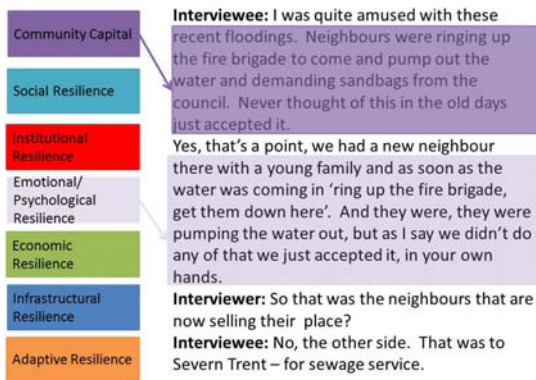 Community Capital
Social Resilience
Institutional
Resilience
Emotional/
Psychological
Resilience
Economic
Resilience
Infrastructural
Resilience
Adaptive Resilience
Interviewee: I was quite amused with these
recent floodings. Neighbours were ringing up
the fire brigade to come and pump out the
water and demanding sandbags from the
council. Never thought of this in the old days
just accepted it.
Yes, that's a point, we had a new neighbour
there with a young family and as soon as the
water was coming in 'ring up the fire brigade,
get them down here'. And they were, they were
pumping the water out, but as I say we didn't do
any of that we just accepted it, in your own
hands.
Interviewer: So that was the neighbours that are
now selling their place?
Interviewee: No, the other side. That was to
Severn Trent – for sewage service.